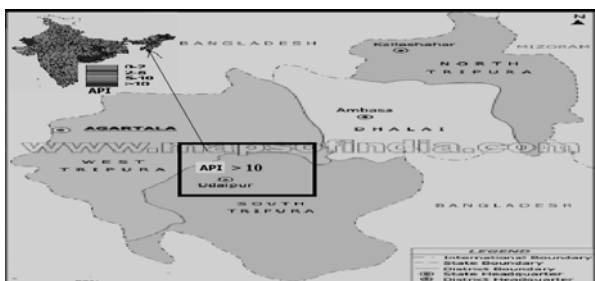 N
BANGLADESH
Kailashahar
MIZORAM
NORTH
TRIPURA
0-2
2-5
5-10
>10
API
Ambasa
AGARTALA
DHALAI
www.mapsofindia.com
WEST
TRIPURA
API > 10
Udaipur
SOUTH
TRIPURA
BANGLADESH
LEGEND
International Boundary
State Boundary
District Boundary
State Headquarter
District Headquarter